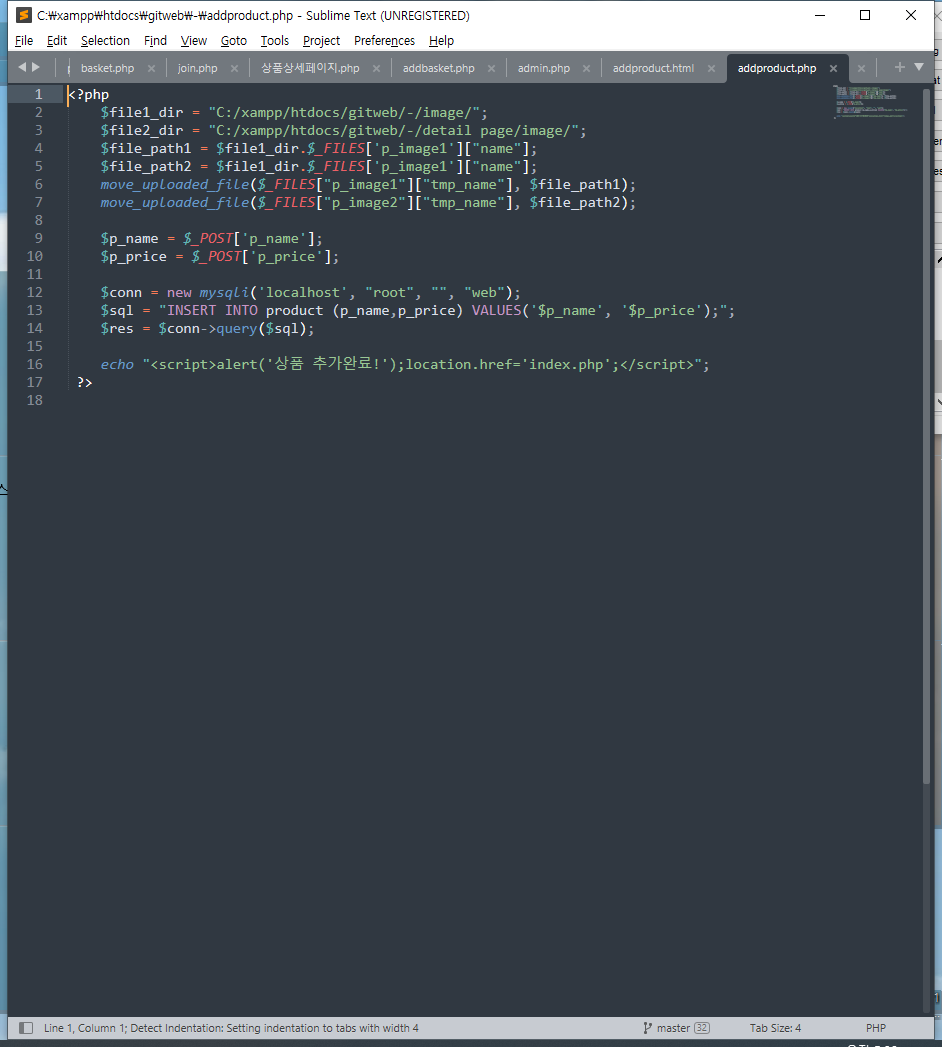 C:₩xampp₩htdocs₩gitweb₩-₩addproduct.php - Sublime Text (UNREGISTERED)
File Edit Selection Find View Goto Tools Project Preferences Help
basket.php join.php 상품상세페이지.php addbasket.php admin.php addproduct.html addproduct.php
1 <?php
2 $file1_dir = "C:/xampp/htdocs/gitweb/-/image/";
3 $file2_dir = "C:/xampp/htdocs/gitweb/-/detail page/image/";
4 $file_path1 = $file1_dir.$_FILES['p_image1']["name"];
5 $file_path2 = $file1_dir.$_FILES['p_image1']["name"];
6 move_uploaded_file($_FILES["p_image1"]["tmp_name"], $file_path1);
7 move_uploaded_file($_FILES["p_image2"]["tmp_name"], $file_path2);
8
9 $p_name = $_POST['p_name'];
10 $p_price = $_POST['p_price'];
11
12 $conn = new mysqli('localhost', "root", "", "web");
13 $sql = "INSERT INTO product (p_name,p_price) VALUES('$p_name', '$p_price');";
14 $res = $conn->query($sql);
15
16 echo "<script>alert('상품 추가완료!');location.href='index.php';</script>";
17 ?>
18
Line 1, Column 1; Detect Indentation: Setting indentation to tabs with width 4 master 32 Tab Size: 4 PHP